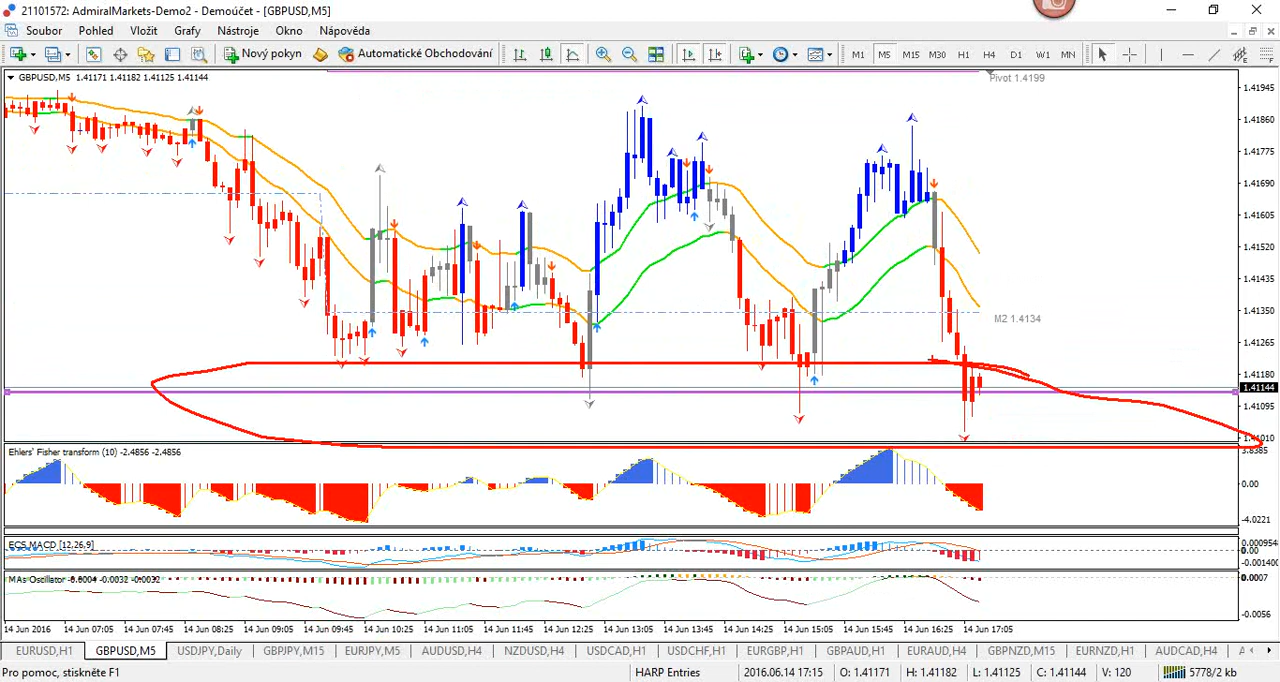 21101572: AdmiralMarkets-Demo2 - Demoúčet - [GBPUSD,M5]
Soubor Pohled Vložit Grafy Nástroje Okno Nápověda
Nový pokyn Automatické Obchodování M1 M5 M15 M30 H1 H4 D1 W1 MN
GBPUSD,M5 1.41171 1.41182 1.41125 1.41144
Pivot 1.4199
1.41945
1.41860
1.41775
1.41690
1.41605
1.41520
1.41435
1.41350
M2 1.4134
1.41265
1.41180
1.41144
1.41095
1.41010
Ehlers' Fisher transform (10) -2.4856 -2.4856
3.8385
0.00
-4.0221
ECS MACD [12,26,9]
0.0009548
0.00
-0.001400
MAs Oscillator -0.0004 -0.0032 -0.0032
0.0007
-0.0056
14 Jun 2016 14 Jun 07:05 14 Jun 07:45 14 Jun 08:25 14 Jun 09:05 14 Jun 09:45 14 Jun 10:25 14 Jun 11:05 14 Jun 11:45 14 Jun 12:25 14 Jun 13:05 14 Jun 13:45 14 Jun 14:25 14 Jun 15:05 14 Jun 15:45 14 Jun 16:25 14 Jun 17:05
EURUSD,H1 GBPUSD,M5 USDJPY,Daily GBPJPY,M15 EURJPY,M5 AUDUSD,H4 NZDUSD,H4 USDCAD,H1 USDCHF,H1 EURGBP,H1 GBPAUD,H1 EURAUD,H4 GBPNZD,M15 EURNZD,H1 AUDCAD,H4
Pro pomoc, stiskněte F1 HARP Entries 2016.06.14 17:15 O: 1.41171 H: 1.41182 L: 1.41125 C: 1.41144 V: 120 5778/2 kb